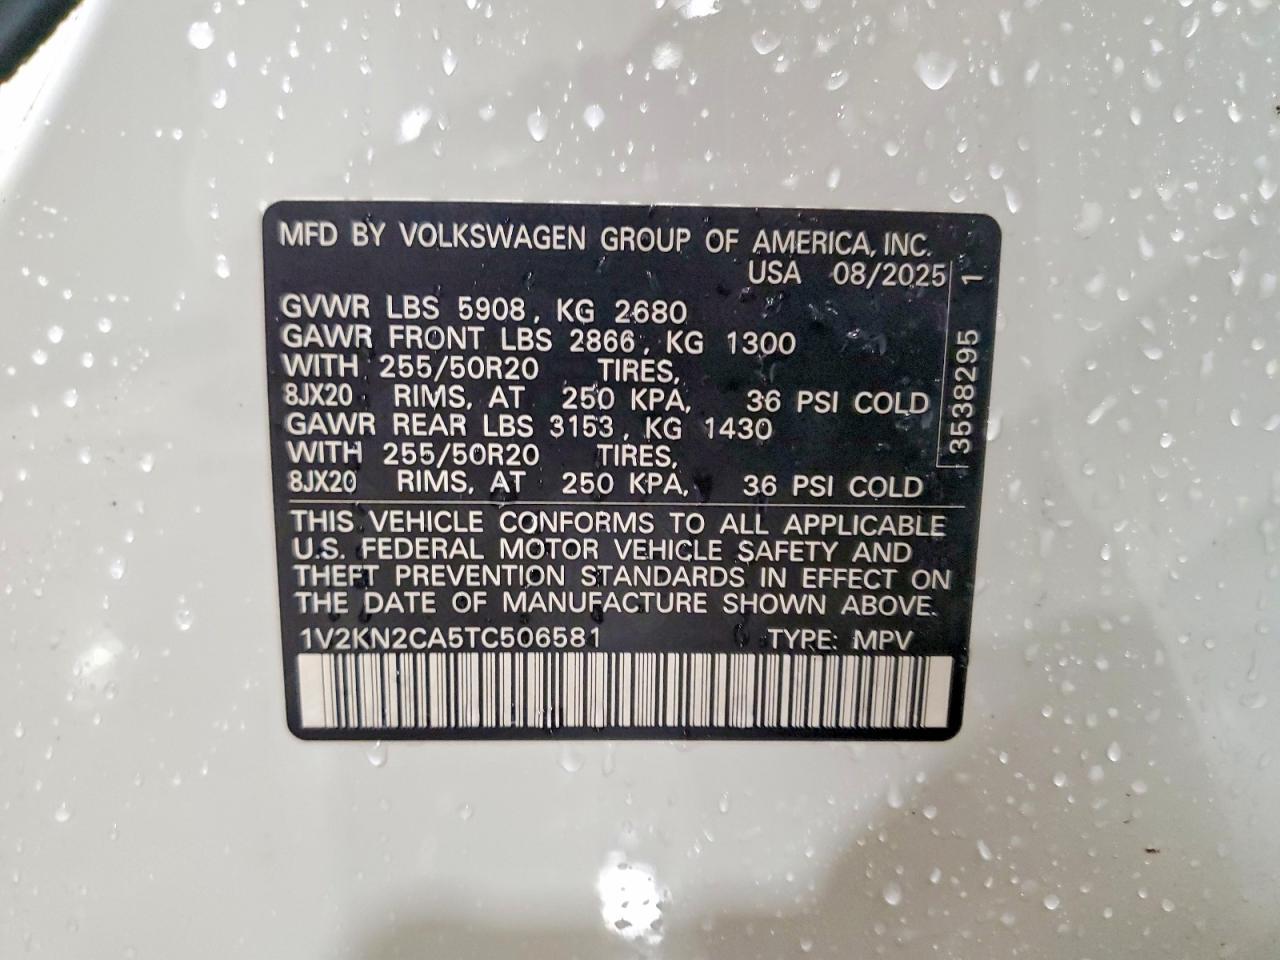 MFD BY VOLKSWAGEN GROUP OF AMERICA, INC.
USA 08/2025
GVWR LBS 5908, KG 2680
GAWR FRONT LBS 2866, KG 1300
WITH 255/50R20 TIRES,
8JX20 RIMS, AT 250 KPA, 36 PSI COLD
GAWR REAR LBS 3153, KG 1430
WITH 255/50R20 TIRES,
8JX20 RIMS, AT 250 KPA, 36 PSI COLD
3538295 1
THIS VEHICLE CONFORMS TO ALL APPLICABLE
U.S. FEDERAL MOTOR VEHICLE SAFETY AND
THEFT PREVENTION STANDARDS IN EFFECT ON
THE DATE OF MANUFACTURE SHOWN ABOVE.
1V2KN2CA5TC506581 TYPE: MPV